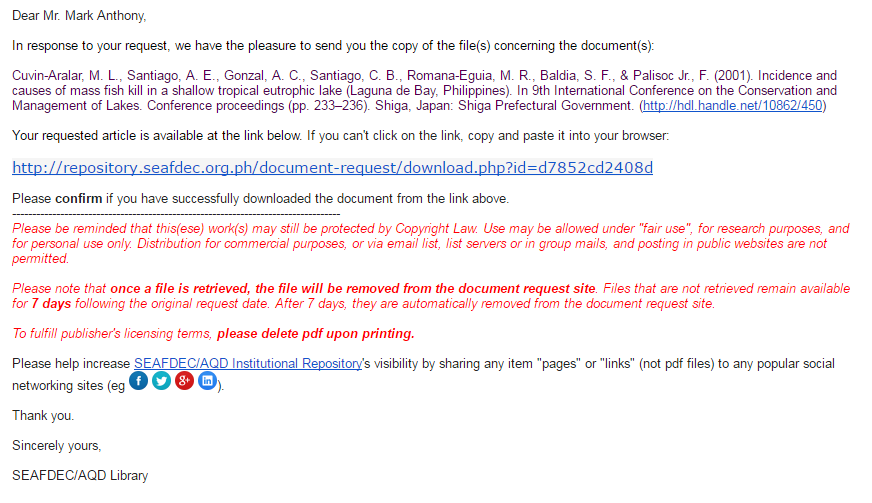 Dear Mr. Mark Anthony,
In response to your request, we have the pleasure to send you the copy of the file(s) concerning the document(s):
Cuvin-Aralar, M. L., Santiago, A. E., Gonzal, A. C., Santiago, C. B., Romana-Eguia, M. R., Baldia, S. F., & Palisoc Jr., F. (2001). Incidence and
causes of mass fish kill in a shallow tropical eutrophic lake (Laguna de Bay, Philippines). In 9th International Conference on the Conservation and
Management of Lakes. Conference proceedings (pp. 233–236). Shiga, Japan: Shiga Prefectural Government. (http://hdl.handle.net/10862/450)
Your requested article is available at the link below. If you can't click on the link, copy and paste it into your browser:
http://repository.seafdec.org.ph/document-request/download.php?id=d7852cd2408d
Please confirm if you have successfully downloaded the document from the link above.
----------------------------------------------------------------------------------
Please be reminded that this(ese) work(s) may still be protected by Copyright Law. Use may be allowed under "fair use", for research purposes, and
for personal use only. Distribution for commercial purposes, or via email list, list servers or in group mails, and posting in public websites are not
permitted.
Please note that once a file is retrieved, the file will be removed from the document request site. Files that are not retrieved remain available
for 7 days following the original request date. After 7 days, they are automatically removed from the document request site.
To fulfill publisher's licensing terms, please delete pdf upon printing.
Please help increase SEAFDEC/AQD Institutional Repository's visibility by sharing any item "pages" or "links" (not pdf files) to any popular social
networking sites (eg f g+ in ).
Thank you.
Sincerely yours,
SEAFDEC/AQD Library